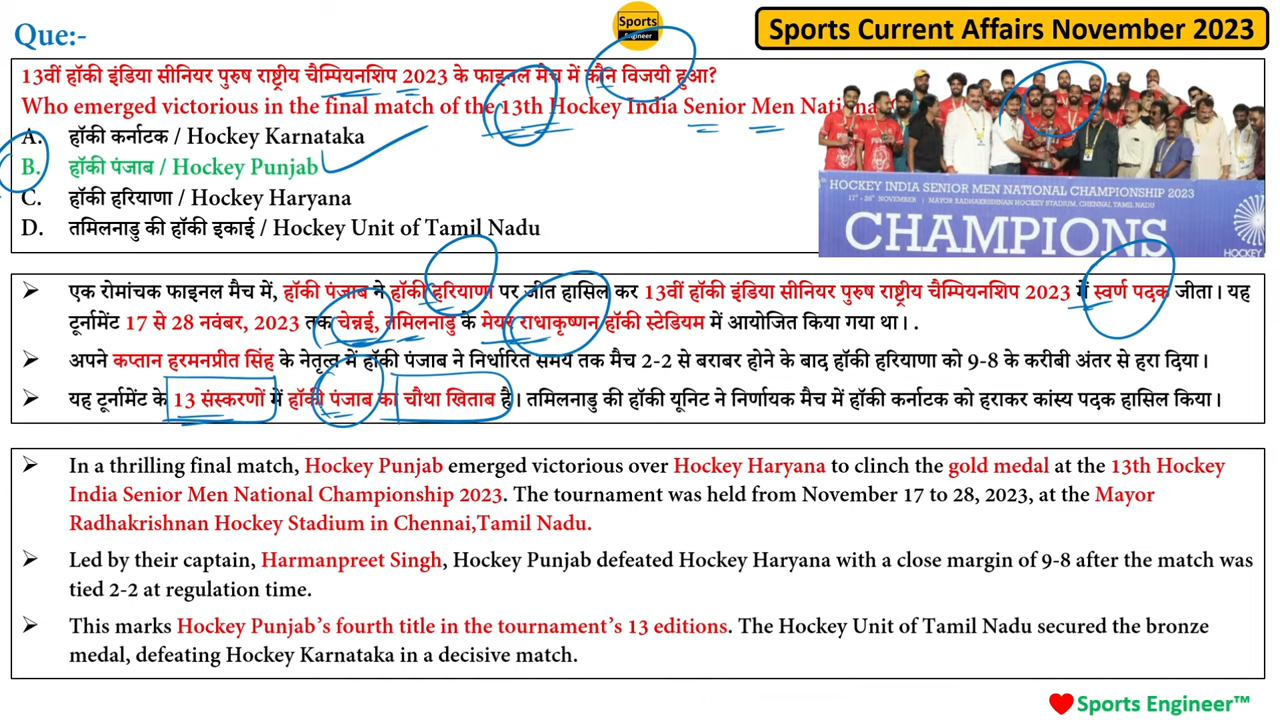 Que:-
Sports
Engineer
Sports Current Affairs November 2023
13वीं हॉकी इंडिया सीनियर पुरुष राष्ट्रीय चैम्पियनशिप 2023 के फाइनल मैच में कौन विजयी हुआ?
Who emerged victorious in the final match of the 13th Hockey India Senior Men Nationa
A. हॉकी कर्नाटक / Hockey Karnataka
B. हॉकी पंजाब / Hockey Punjab
C. हॉकी हरियाणा / Hockey Haryana
D. तमिलनाडु की हॉकी इकाई / Hockey Unit of Tamil Nadu
HOCKEY INDIA SENIOR MEN NATIONAL CHAMPIONSHIP 2023
NOVEMBER | MAYOR RADHAKRISHNAN HOCKEY STADIUM, CHENNAI, TAMIL NADU
CHAMPIONS
HOCKEY
➢ एक रोमांचक फाइनल मैच में, हॉकी पंजाब ने हॉकी हरियाणा पर जीत हासिल कर 13वीं हॉकी इंडिया सीनियर पुरुष राष्ट्रीय चैम्पियनशिप 2023 में स्वर्ण पदक जीता। यह
टूर्नामेंट 17 से 28 नवंबर, 2023 तक चेन्नई, तमिलनाडु के मेयर राधाकृष्णन हॉकी स्टेडियम में आयोजित किया गया था। .
➢ अपने कप्तान हरमनप्रीत सिंह के नेतृत्व में हॉकी पंजाब ने निर्धारित समय तक मैच 2-2 से बराबर होने के बाद हॉकी हरियाणा को 9-8 के करीबी अंतर से हरा दिया।
➢ यह टूर्नामेंट के 13 संस्करणों में हॉकी पंजाब का चौथा खिताब है। तमिलनाडु की हॉकी यूनिट ने निर्णायक मैच में हॉकी कर्नाटक को हराकर कांस्य पदक हासिल किया।
➢ In a thrilling final match, Hockey Punjab emerged victorious over Hockey Haryana to clinch the gold medal at the 13th Hockey
India Senior Men National Championship 2023. The tournament was held from November 17 to 28, 2023, at the Mayor
Radhakrishnan Hockey Stadium in Chennai,Tamil Nadu.
➢ Led by their captain, Harmanpreet Singh, Hockey Punjab defeated Hockey Haryana with a close margin of 9-8 after the match was
tied 2-2 at regulation time.
➢ This marks Hockey Punjab's fourth title in the tournament's 13 editions. The Hockey Unit of Tamil Nadu secured the bronze
medal, defeating Hockey Karnataka in a decisive match.
Sports Engineer™